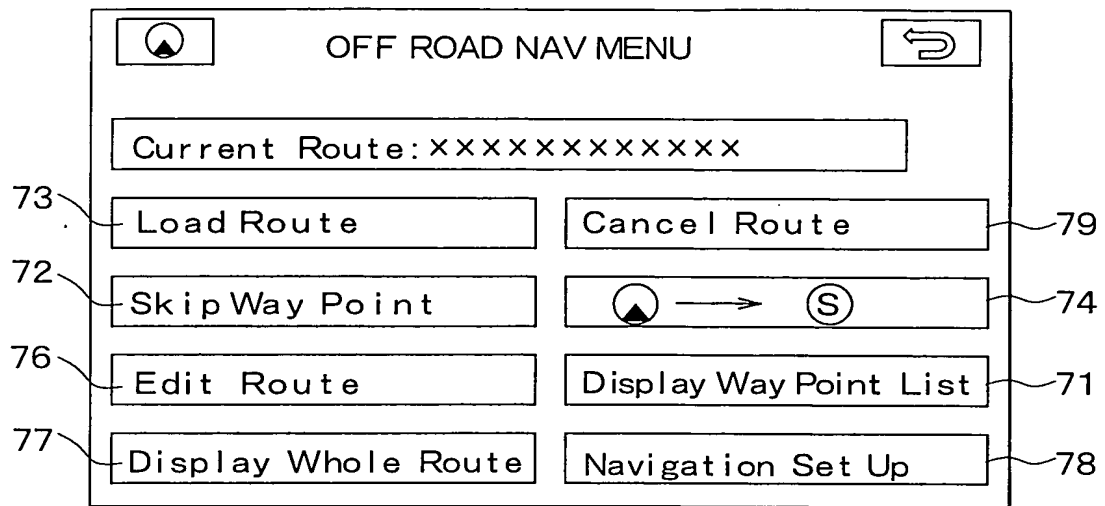 OFF ROAD NAV MENU
Current Route: ××××××××××××
73 Load Route Cancel Route 79
72 Skip Way Point S 74
76 Edit Route Display Way Point List 71
77 Display Whole Route Navigation Set Up 78